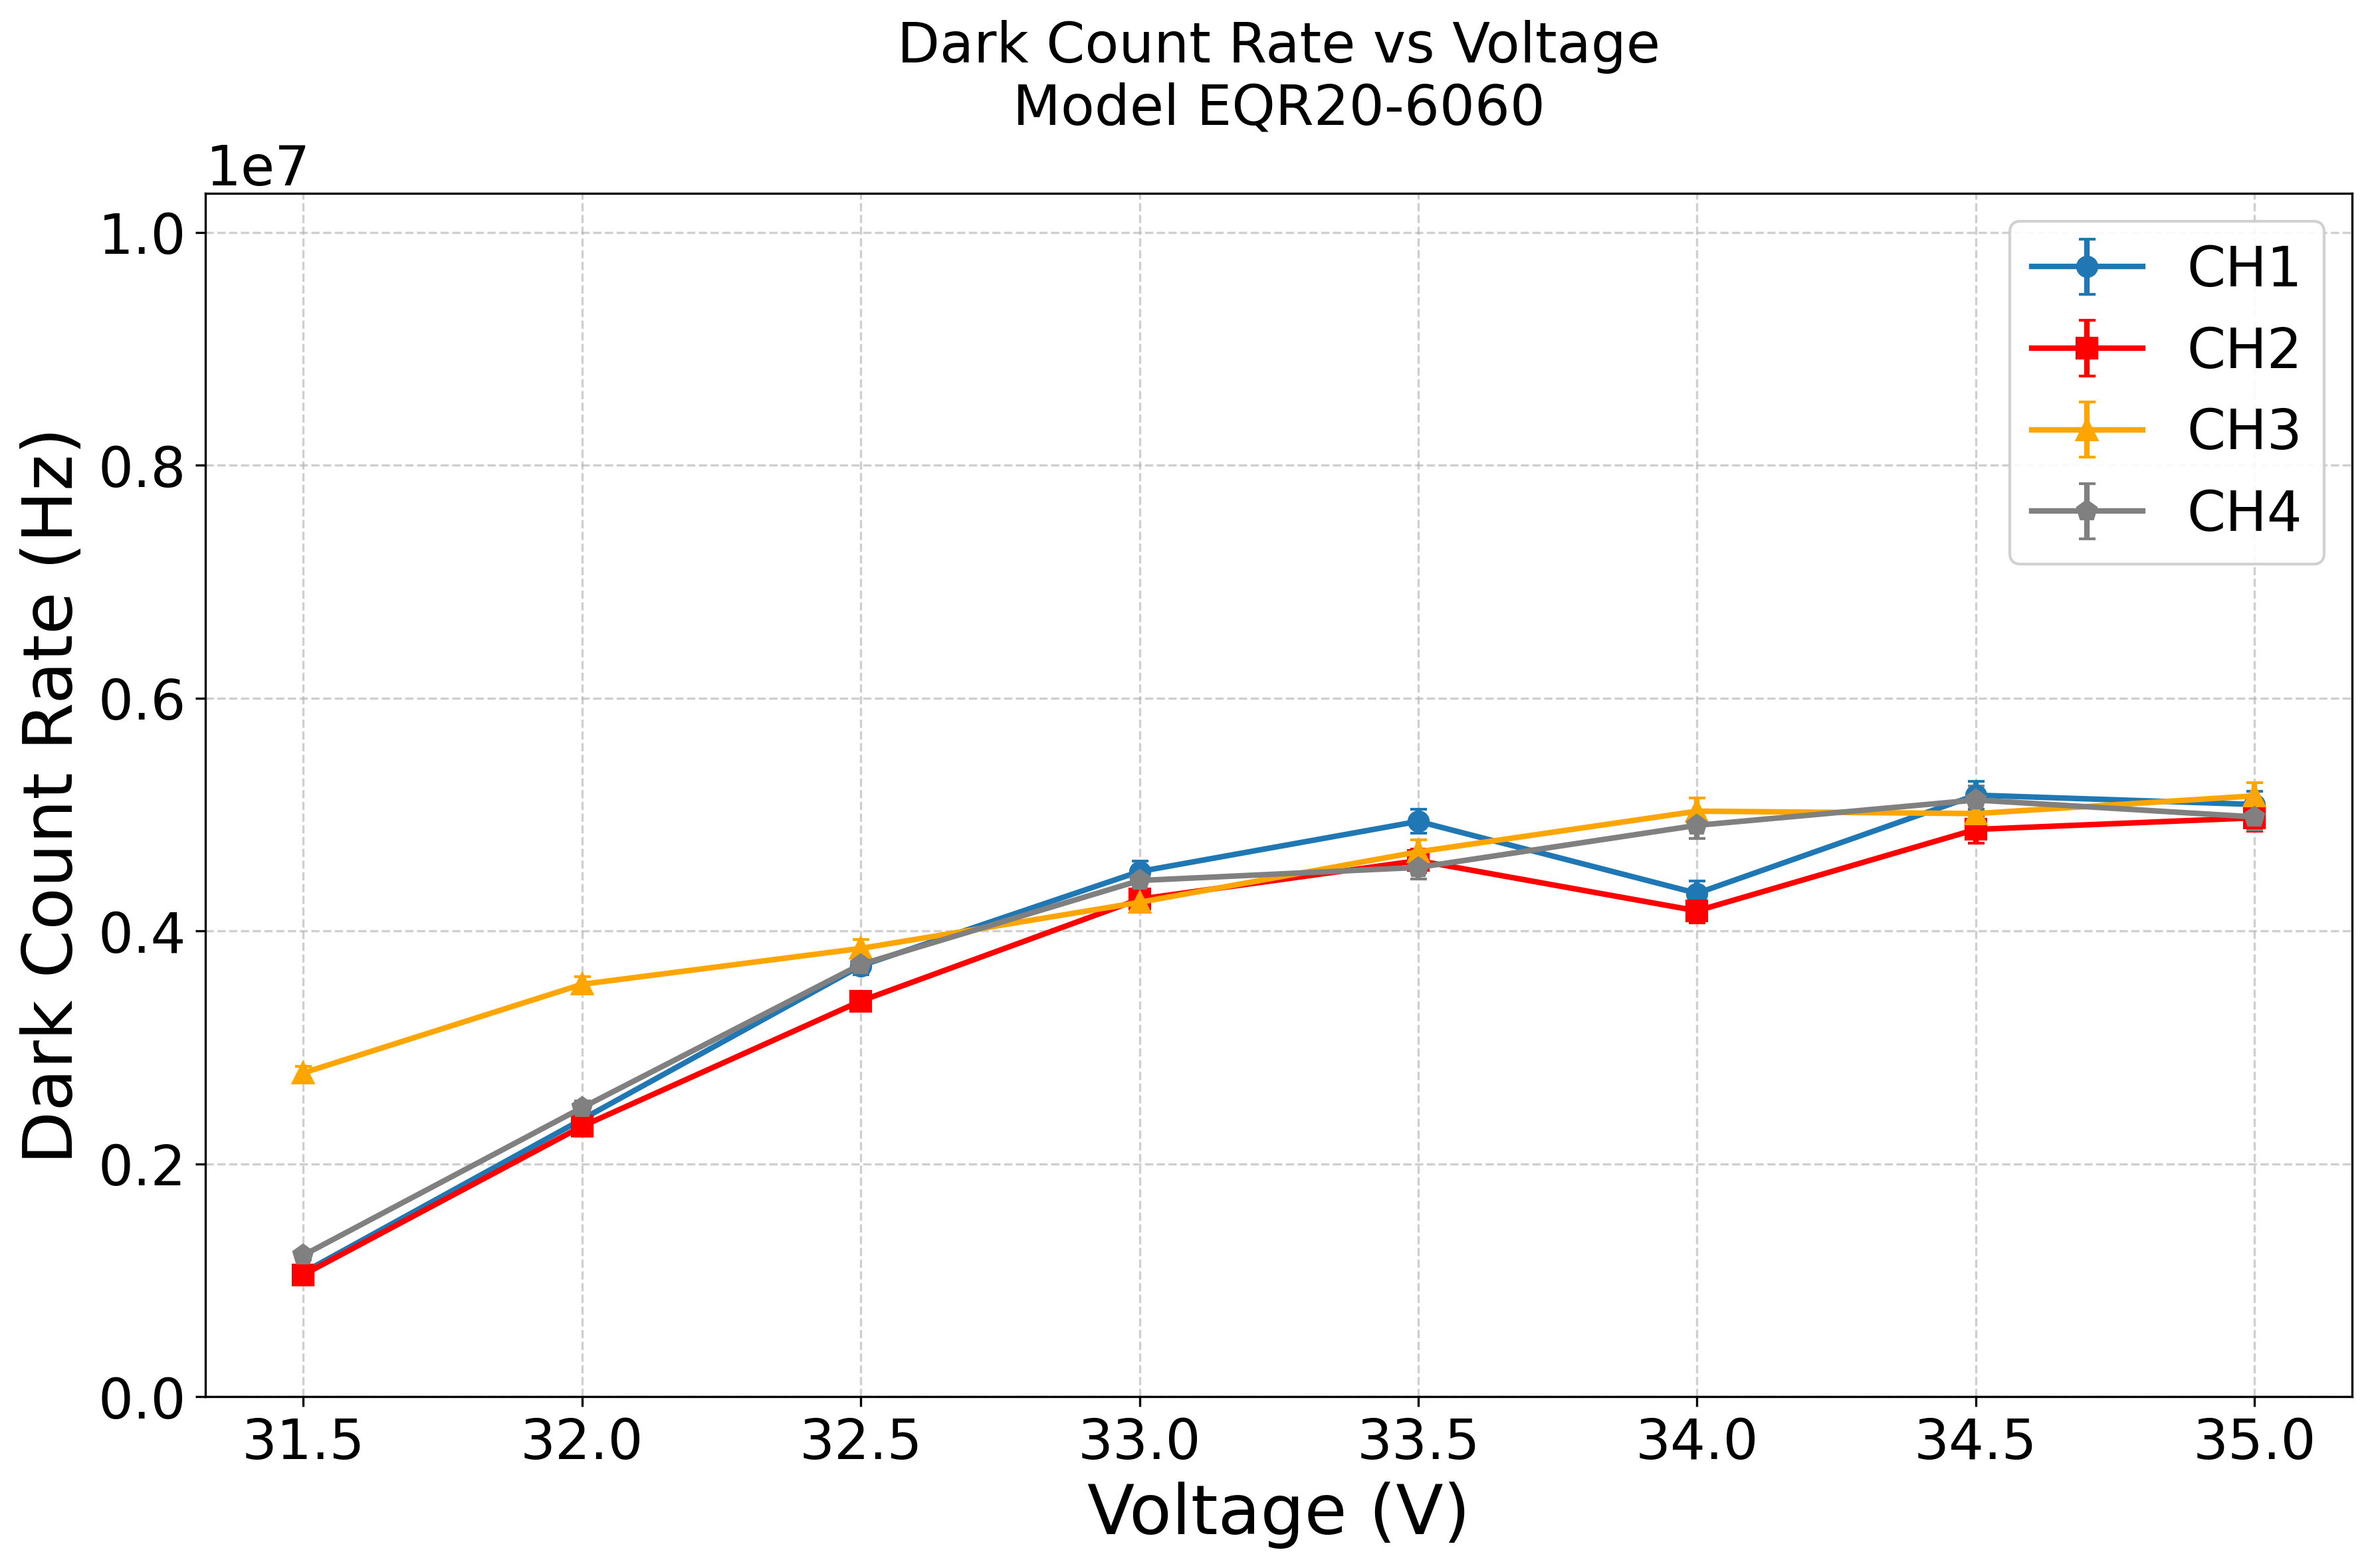 Dark Count Rate vs Voltage
Model EQR20-6060
1e7
1.0
0.8
0.6
0.4
0.2
0.0
Dark Count Rate (Hz)
CH1
CH2
CH3
CH4
31.5 32.0 32.5 33.0 33.5 34.0 34.5 35.0
Voltage (V)